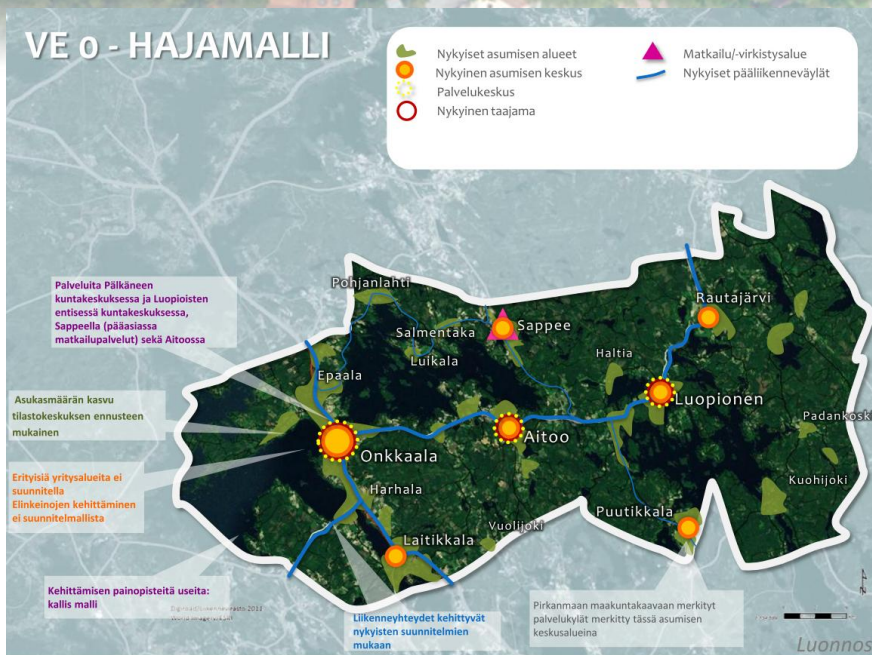 VE 0 - HAJAMALLI
Nykyiset asumisen alueet
Nykyinen asumisen keskus
Palvelukeskus
Nykyinen taajama
Matkailu/-virkistysalue
Nykyiset pääliikenneväylät
Palveluita Pälkäneen
kuntakeskuksessa ja Luopioisten
entisessä kuntakeskuksessa,
Sappeella (pääasiassa
matkailupalvelut) sekä Aitoossa
Asukasmäärän kasvu
tilastokeskuksen ennusteen
mukainen
Erityisiä yritysalueita ei
suunnitella
Elinkeinojen kehittäminen
ei suunnitelmallista
Kehittämisen painopisteitä useita:
kallis malli
Liikenneyhteydet kehittyvät
nykyisten suunnitelmien
mukaan
Pirkanmaan maakuntakaavaan merkityt
palvelukylät merkitty tässä asumisen
keskusalueina
Pohjanlahti
Salmentaka
Sappee
Luikala
Epaala
Rautajärvi
Haltia
Luopionen
Aitoo
Onkkaala
Padankoski
Kuohijoki
Harhala
Puutikkala
Vuolijoki
Laitikkala
Luonnos